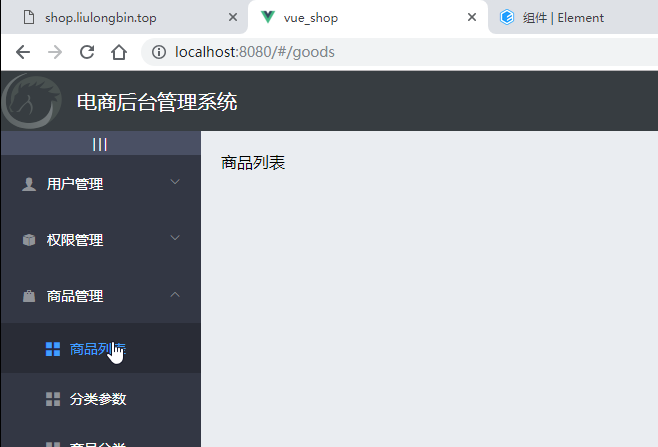 shop.liulongbin.top
vue_shop
组件 | Element
localhost:8080/#/goods
电商后台管理系统
|||
商品列表
用户管理
权限管理
商品管理
商品列表
分类参数
商品分类